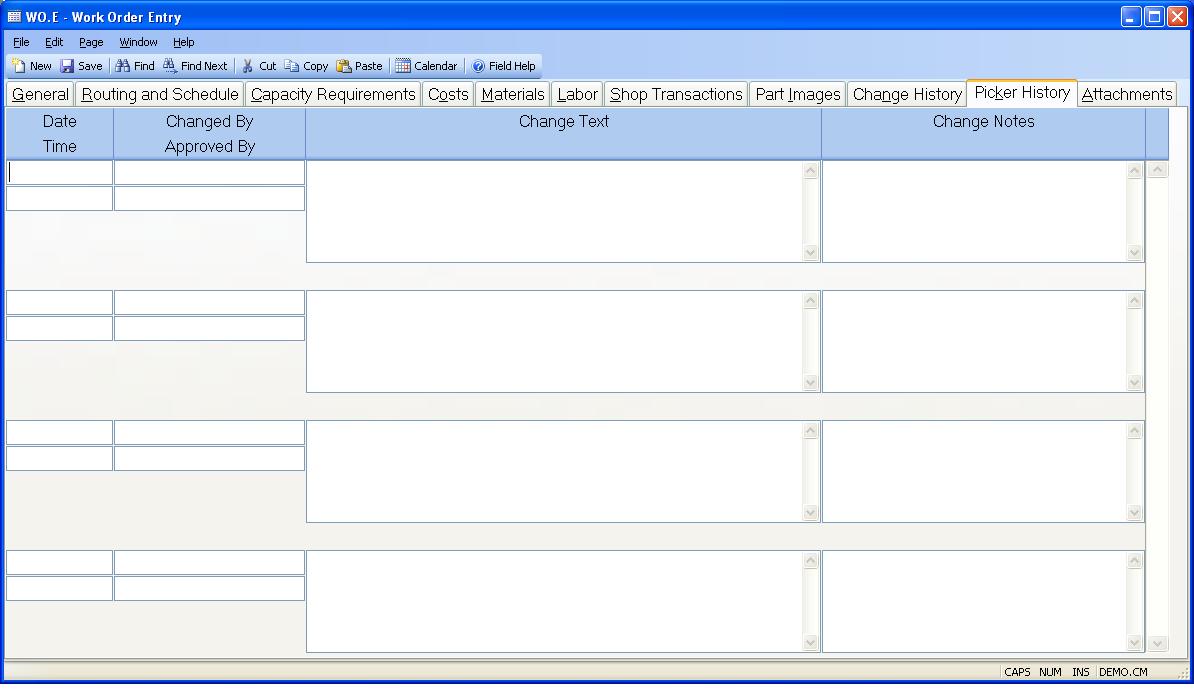 WO.E - Work Order Entry
File Edit Page Window Help
New Save Find Find Next Cut Copy Paste Calendar Field Help
General Routing and Schedule Capacity Requirements Costs Materials Labor Shop Transactions Part Images Change History Picker History Attachments
Date Changed By Change Text Change Notes
Time Approved By
CAPS NUM INS DEMO.CM